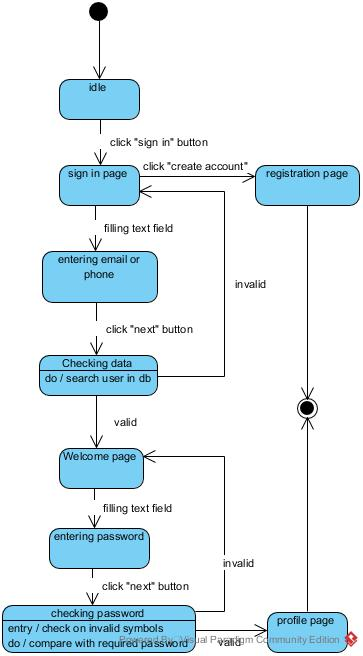 idle
click "sign in" button
click "create account"
sign in page
registration page
filling text field
entering email or
phone
invalid
click "next" button
Checking data
do / search user in db
valid
Welcome page
filling text field
entering password
invalid
click "next" button
checking password
entry / check on invalid symbols
do / compare with required password
valid
profile page
Powered By: Visual Paradigm Community Edition